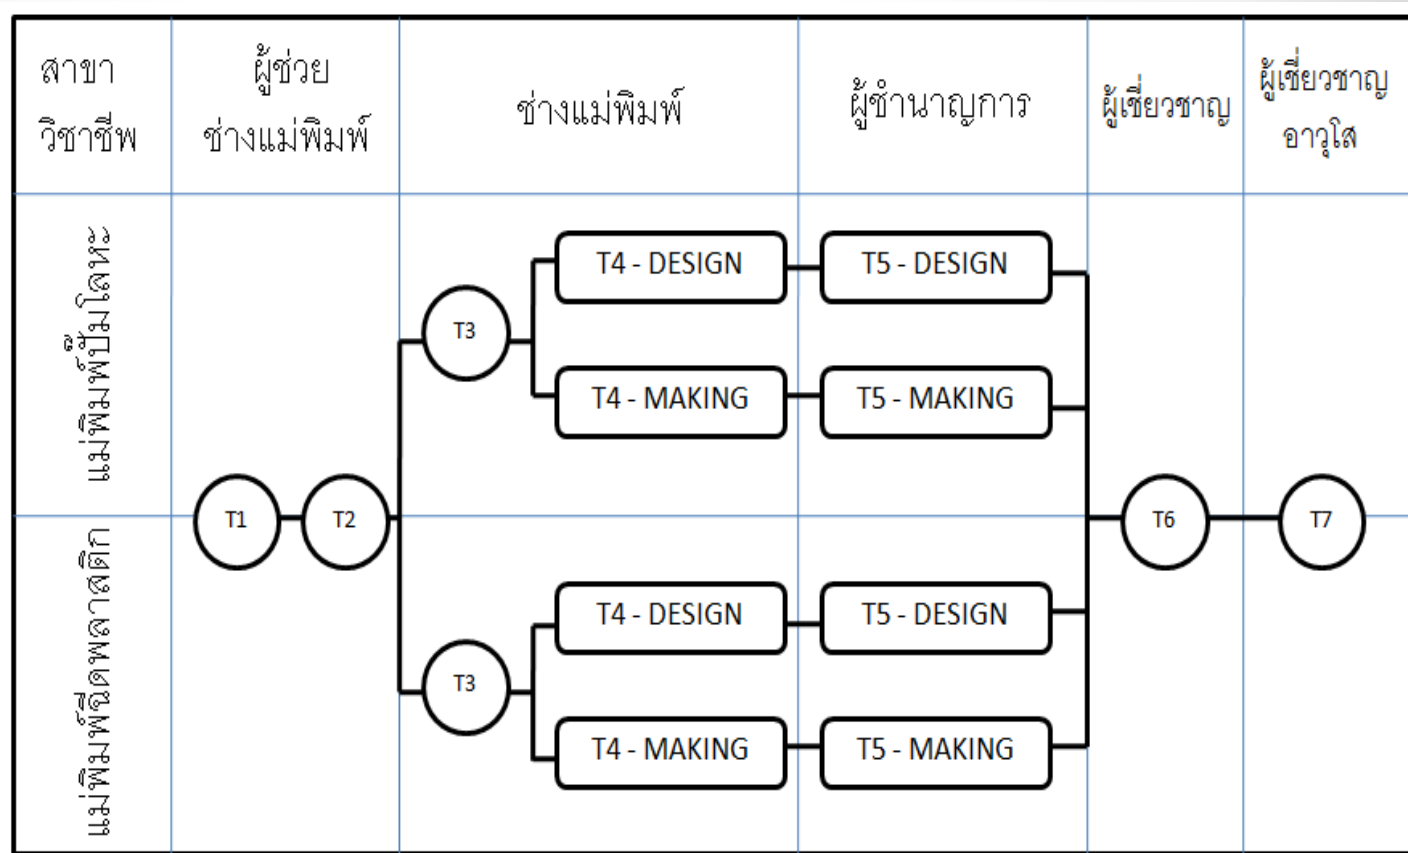 สาขา
วิชาชีพ
ผู้ช่วย
ช่างแม่พิมพ์
ช่างแม่พิมพ์
ผู้ชำนาญการ
ผู้เชี่ยวชาญ
ผู้เชี่ยวชาญ
อาวุโส
แม่พิมพ์ปั๊มโลหะ
T4 - DESIGN
T5 - DESIGN
T3
T4 - MAKING
T5 - MAKING
T1
T2
T6
T7
แม่พิมพ์ฉีดพลาสติก
T4 - DESIGN
T5 - DESIGN
T3
T4 - MAKING
T5 - MAKING